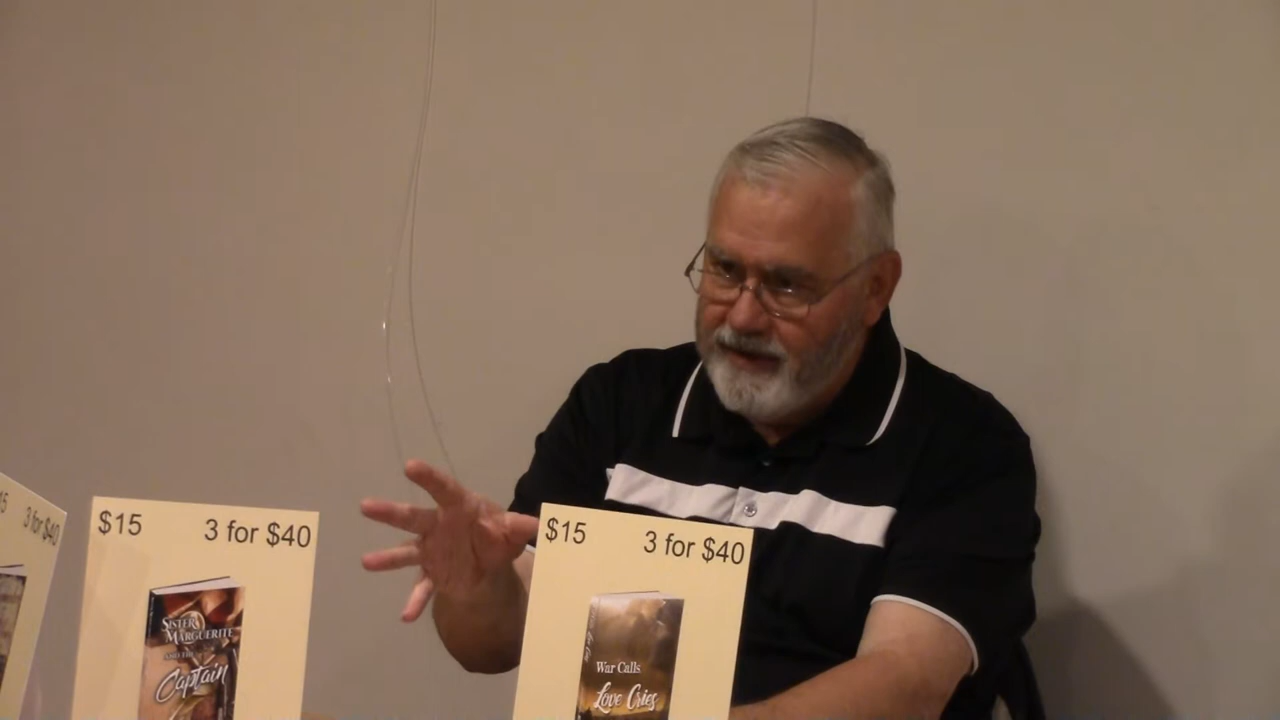 15 3 for $40
$15 3 for $40
SISTER
MARGUERITE
AND THE
Captain
$15 3 for $40
War Calls
Love Cries